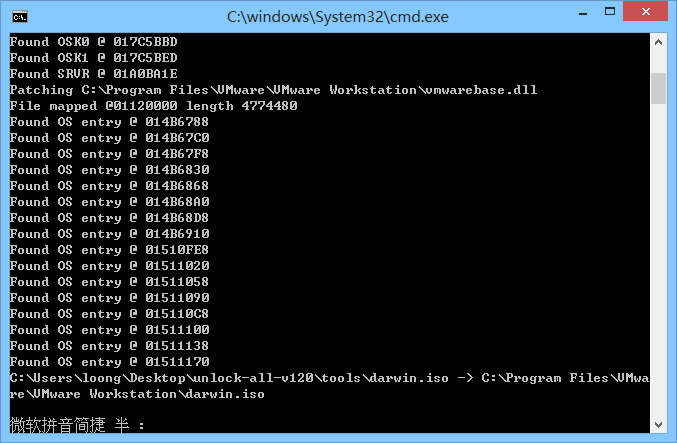 C:\windows\System32\cmd.exe
Found OSK0 @ 017C5BBD
Found OSK1 @ 017C5BED
Found SRVR @ 01A0BA1E
Patching C:\Program Files\VMware\VMware Workstation\vmwarebase.dll
File mapped @01120000 length 4774480
Found OS entry @ 014B6788
Found OS entry @ 014B67C0
Found OS entry @ 014B67F8
Found OS entry @ 014B6830
Found OS entry @ 014B6868
Found OS entry @ 014B68A0
Found OS entry @ 014B68D8
Found OS entry @ 014B6910
Found OS entry @ 01510FE8
Found OS entry @ 01511020
Found OS entry @ 01511058
Found OS entry @ 01511090
Found OS entry @ 015110C8
Found OS entry @ 01511100
Found OS entry @ 01511138
Found OS entry @ 01511170
C:\Users\loong\Desktop\unlock-all-v120\tools\darwin.iso -> C:\Program Files\VMwa
re\VMware Workstation\darwin.iso
微软拼音简捷 半 :